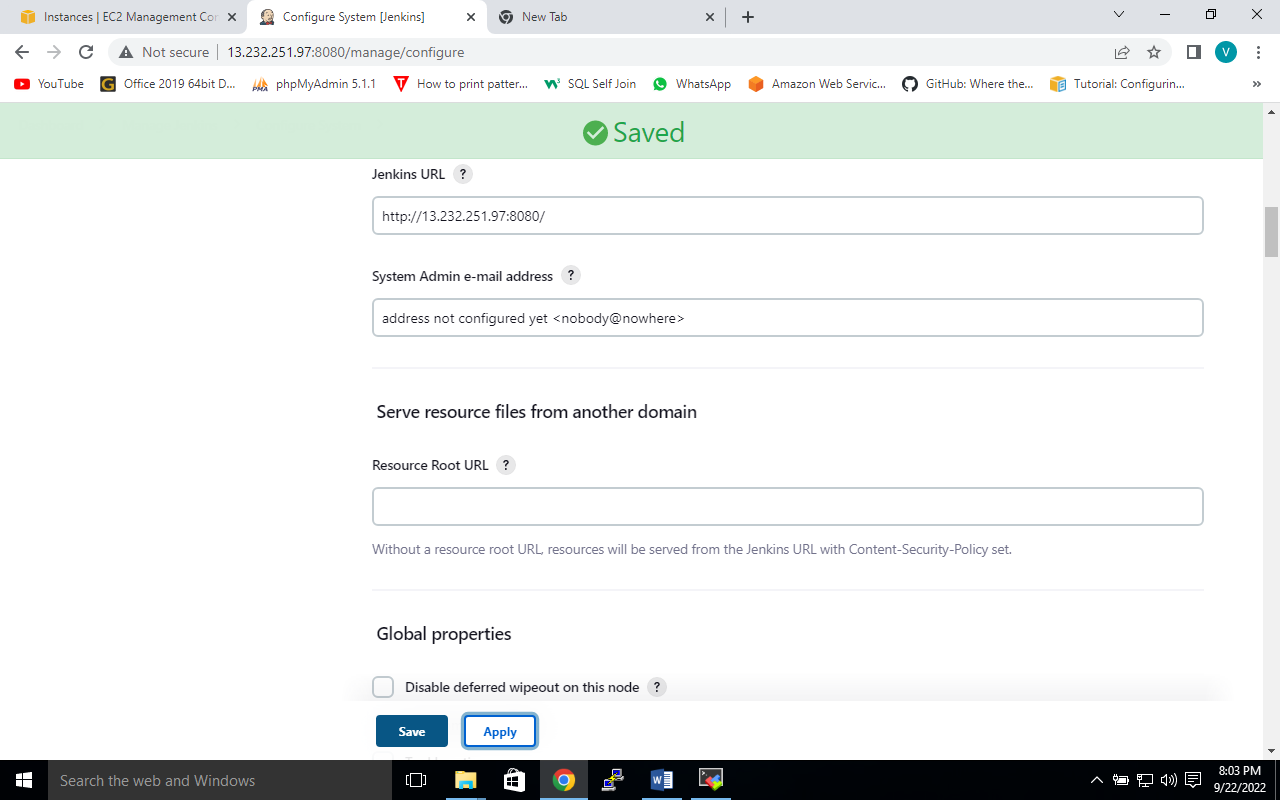 Instances | EC2 Management Con
Configure System [Jenkins]
New Tab
Not secure
13.232.251.97:8080/manage/configure
V
YouTube
Office 2019 64bit D...
phpMyAdmin 5.1.1
How to print patter...
SQL Self Join
WhatsApp
Amazon Web Servic...
GitHub: Where the...
Tutorial: Configurin...
»
Saved
Jenkins URL ?
http://13.232.251.97:8080/
System Admin e-mail address ?
address not configured yet <nobody@nowhere>
Serve resource files from another domain
Resource Root URL ?
Without a resource root URL, resources will be served from the Jenkins URL with Content-Security-Policy set.
Global properties
Disable deferred wipeout on this node ?
Save
Apply
Search the web and Windows
8:03 PM
9/22/2022